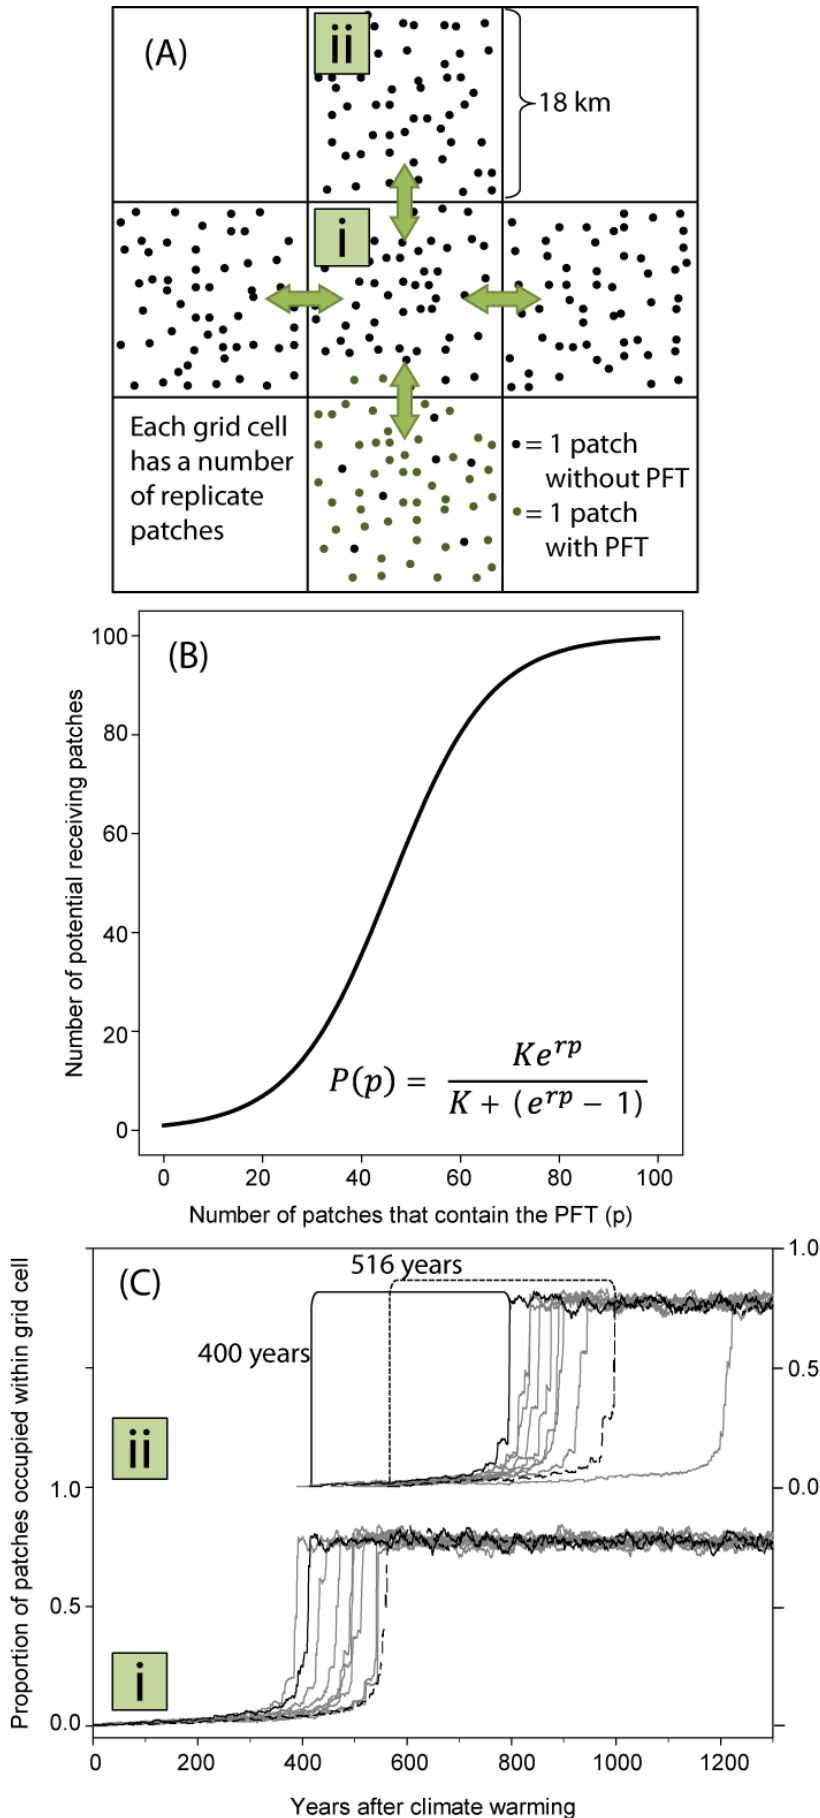 (A)
ii
18 km
i
Each grid cell
has a number
of replicate
patches
= 1 patch
without PFT
= 1 patch
with PFT
(B)
Number of potential receiving patches
100
80
60
40
20
0
P(p) = Ke^{rp} / K + (e^{rp} − 1)
0 20 40 60 80 100
Number of patches that contain the PFT (p)
(C)
Proportion of patches occupied within grid cell
516 years
400 years
1.0
0.5
0.0
ii
1.0
0.5
0.0
i
0 200 400 600 800 1000 1200
Years after climate warming